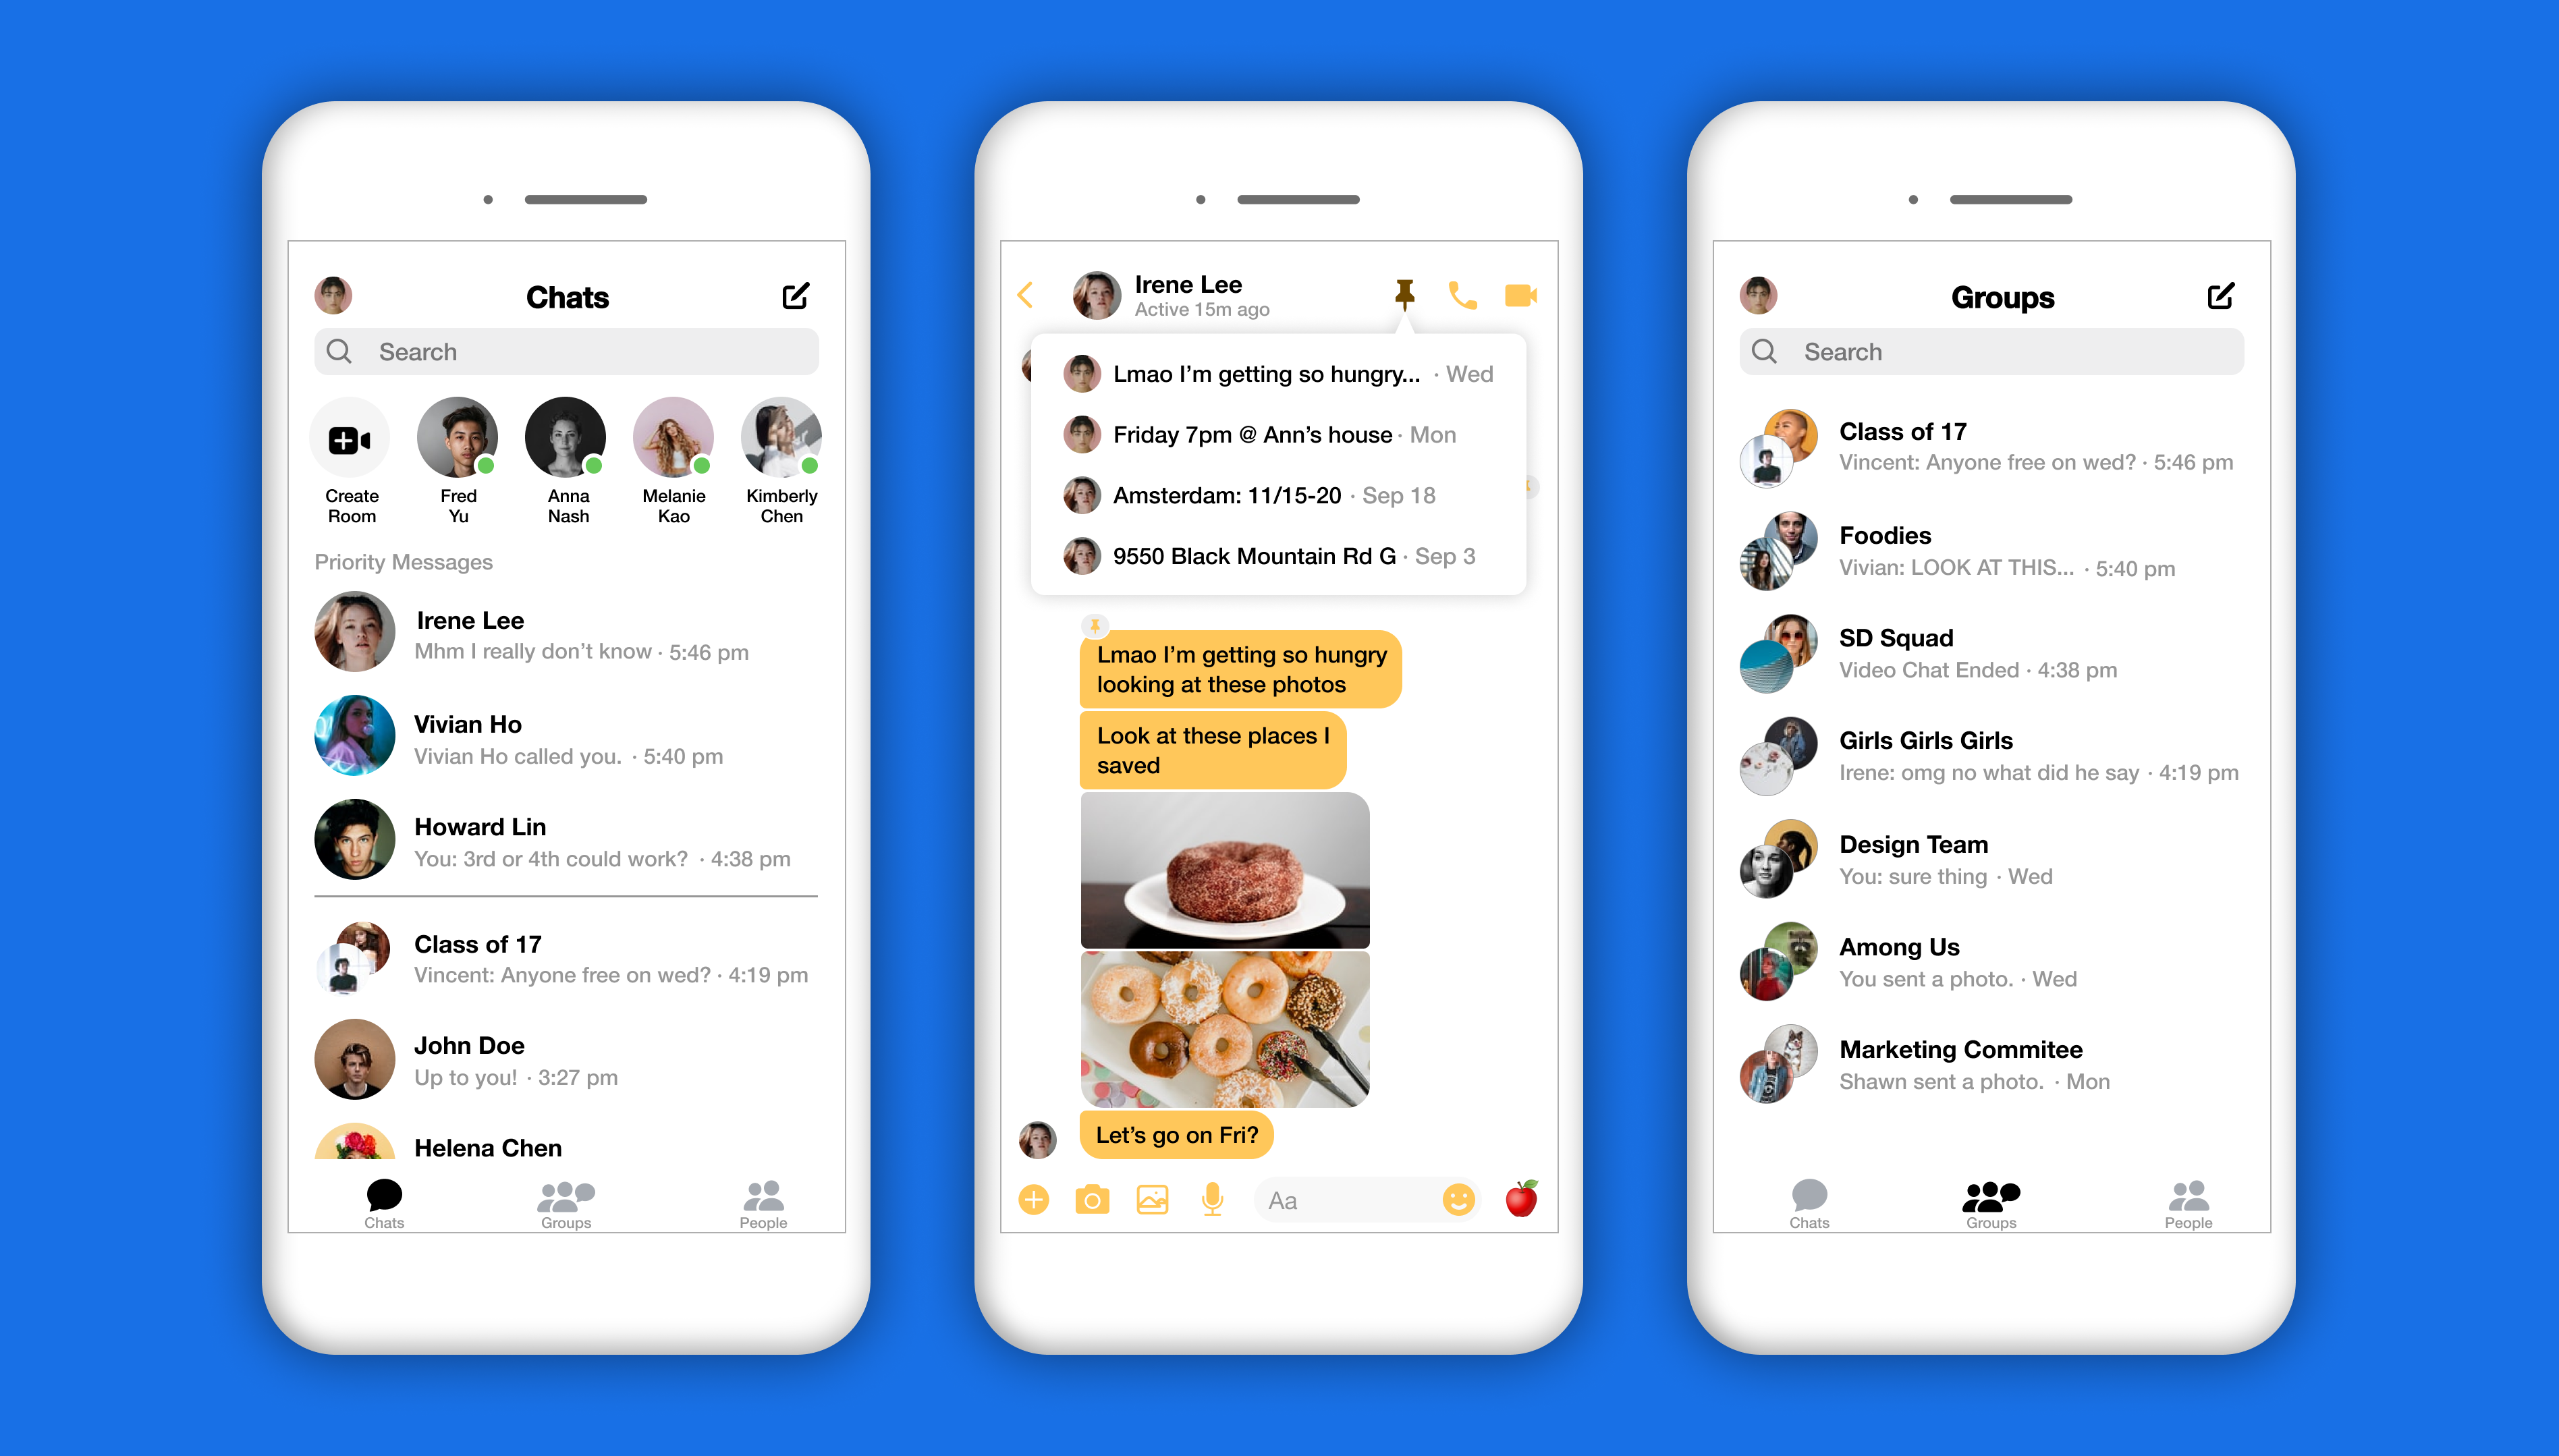 Chats
Search
Create
Room
Fred
Yu
Anna
Nash
Melanie
Kao
Kimberly
Chen
Priority Messages
Irene Lee
Mhm I really don’t know · 5:46 pm
Vivian Ho
Vivian Ho called you. · 5:40 pm
Howard Lin
You: 3rd or 4th could work? · 4:38 pm
Class of 17
Vincent: Anyone free on wed? · 4:19 pm
John Doe
Up to you! · 3:27 pm
Helena Chen
Chats
Groups
People
Irene Lee
Active 15m ago
Lmao I’m getting so hungry... · Wed
Friday 7pm @ Ann’s house · Mon
Amsterdam: 11/15-20 · Sep 18
9550 Black Mountain Rd G · Sep 3
Lmao I’m getting so hungry
looking at these photos
Look at these places I
saved
Let’s go on Fri?
Aa
Groups
Search
Class of 17
Vincent: Anyone free on wed? · 5:46 pm
Foodies
Vivian: LOOK AT THIS... · 5:40 pm
SD Squad
Video Chat Ended · 4:38 pm
Girls Girls Girls
Irene: omg no what did he say · 4:19 pm
Design Team
You: sure thing · Wed
Among Us
You sent a photo. · Wed
Marketing Commitee
Shawn sent a photo. · Mon
Chats
Groups
People